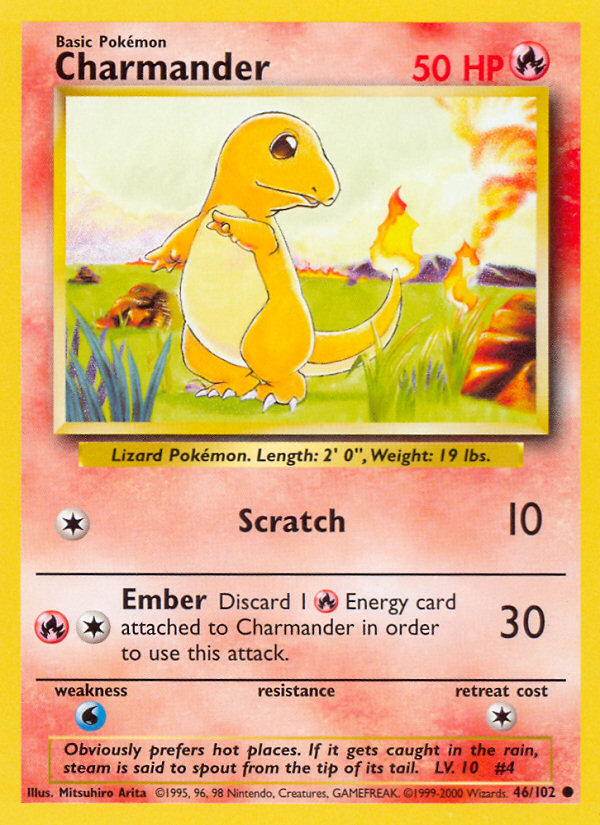 Basic Pokémon
Charmander 50 HP
Lizard Pokémon. Length: 2' 0", Weight: 19 lbs.
Scratch 10
Ember Discard 1 Energy card
attached to Charmander in order
to use this attack.
30
weakness resistance retreat cost
Obviously prefers hot places. If it gets caught in the rain,
steam is said to spout from the tip of its tail. LV. 10 #4
Illus. Mitsuhiro Arita ©1995, 96, 98 Nintendo, Creatures, GAMEFREAK. ©1999-2000 Wizards. 46/102